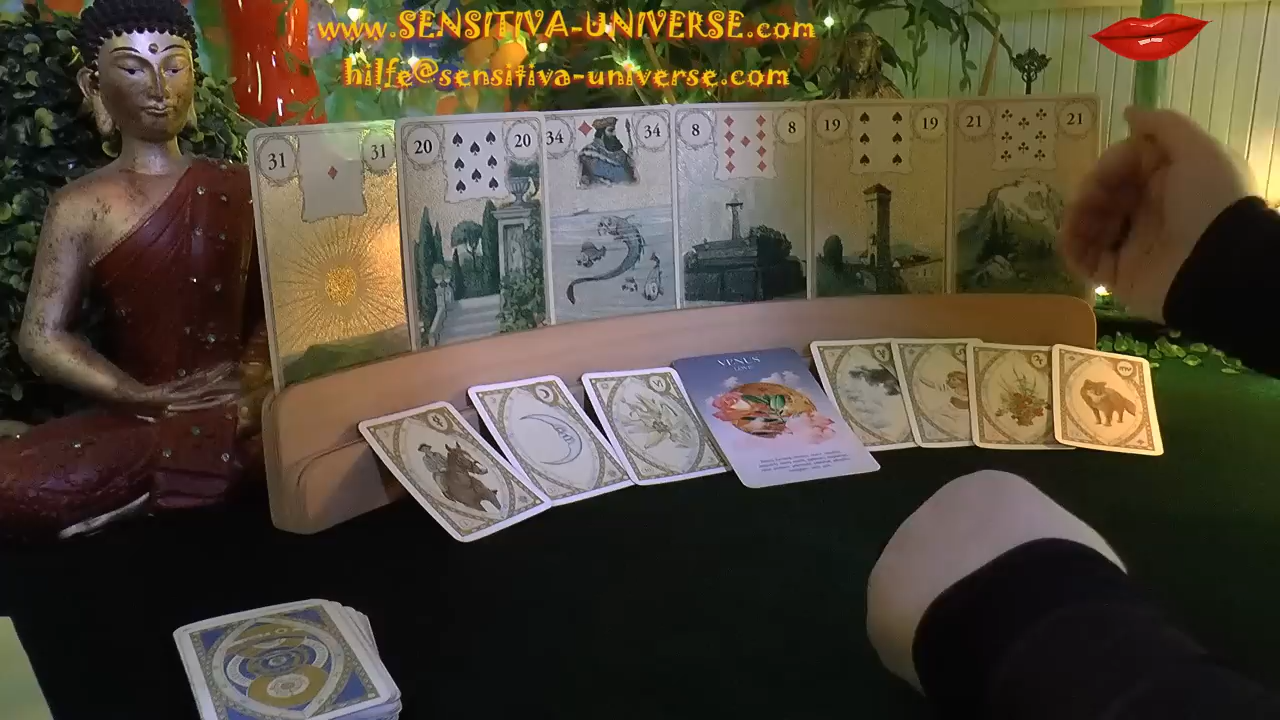 www.SENSITIVA-UNIVERSE.com
hilfe@sensitiva-universe.com
31 31
20 20
34 34
8 8
19 19
21 21
VENUS
LOVE